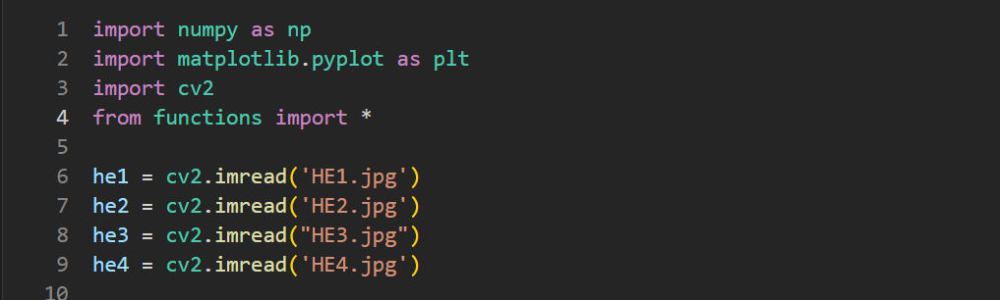 1 import numpy as np
2 import matplotlib.pyplot as plt
3 import cv2
4 from functions import *
5
6 he1 = cv2.imread('HE1.jpg')
7 he2 = cv2.imread('HE2.jpg')
8 he3 = cv2.imread("HE3.jpg")
9 he4 = cv2.imread('HE4.jpg')
10